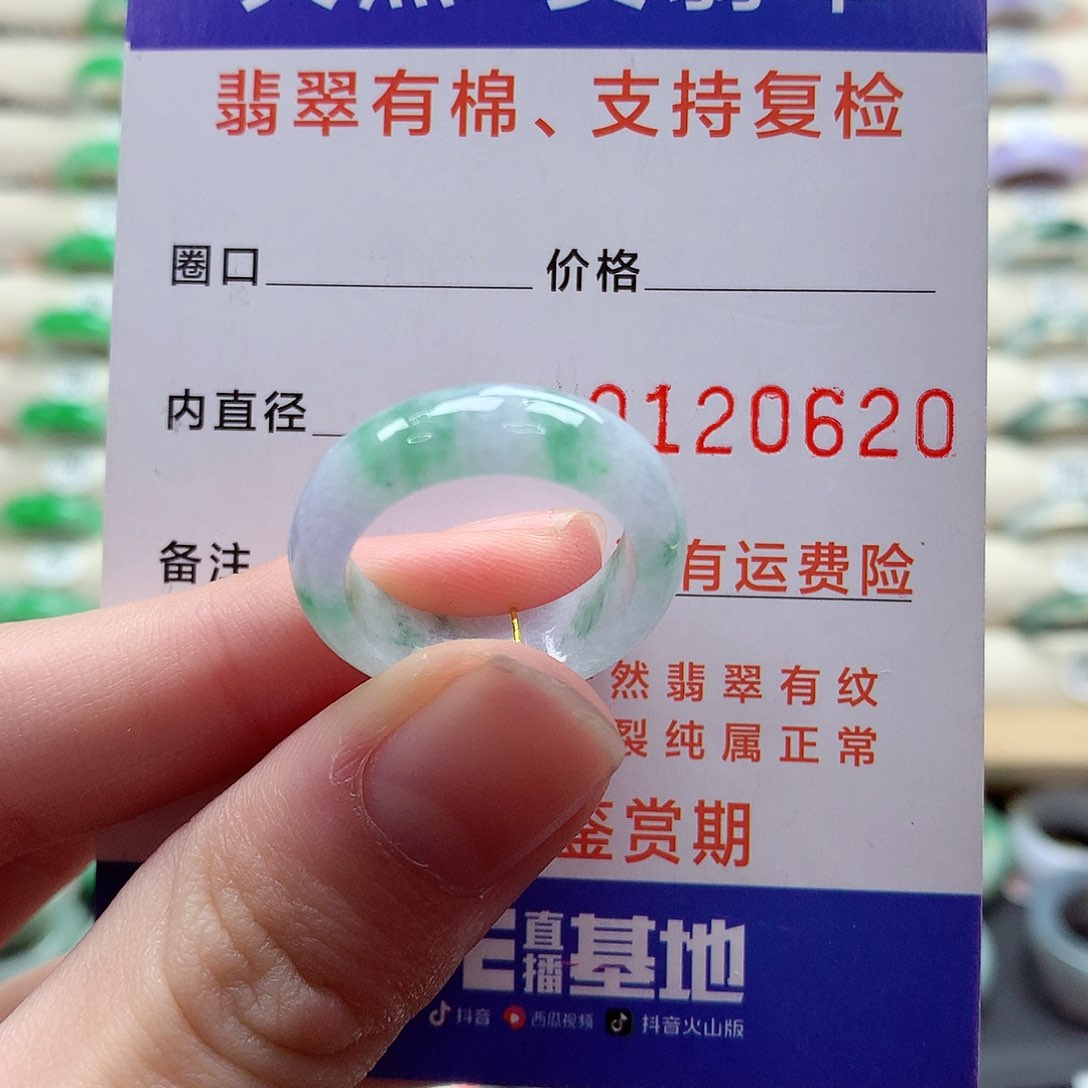 翡翠有棉、支持复检
圈口 价格
内直径 0120620
备注 有运费险
然翡翠有纹
裂纯属正常
鉴赏期
直播基地
抖音 西瓜视频 抖音火山版